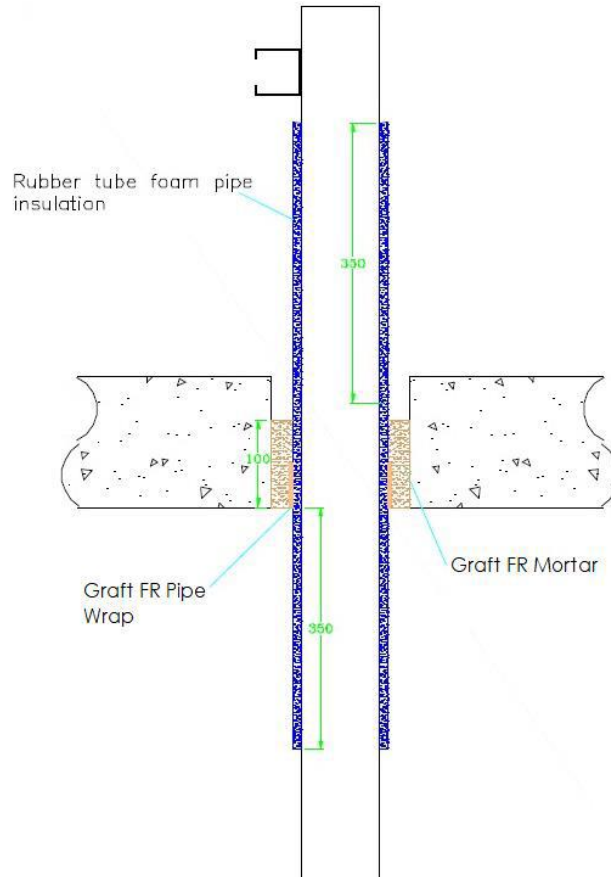 Rubber tube foam pipe
insulation
350
100
Graft FR Pipe
Wrap
Graft FR Mortar
350